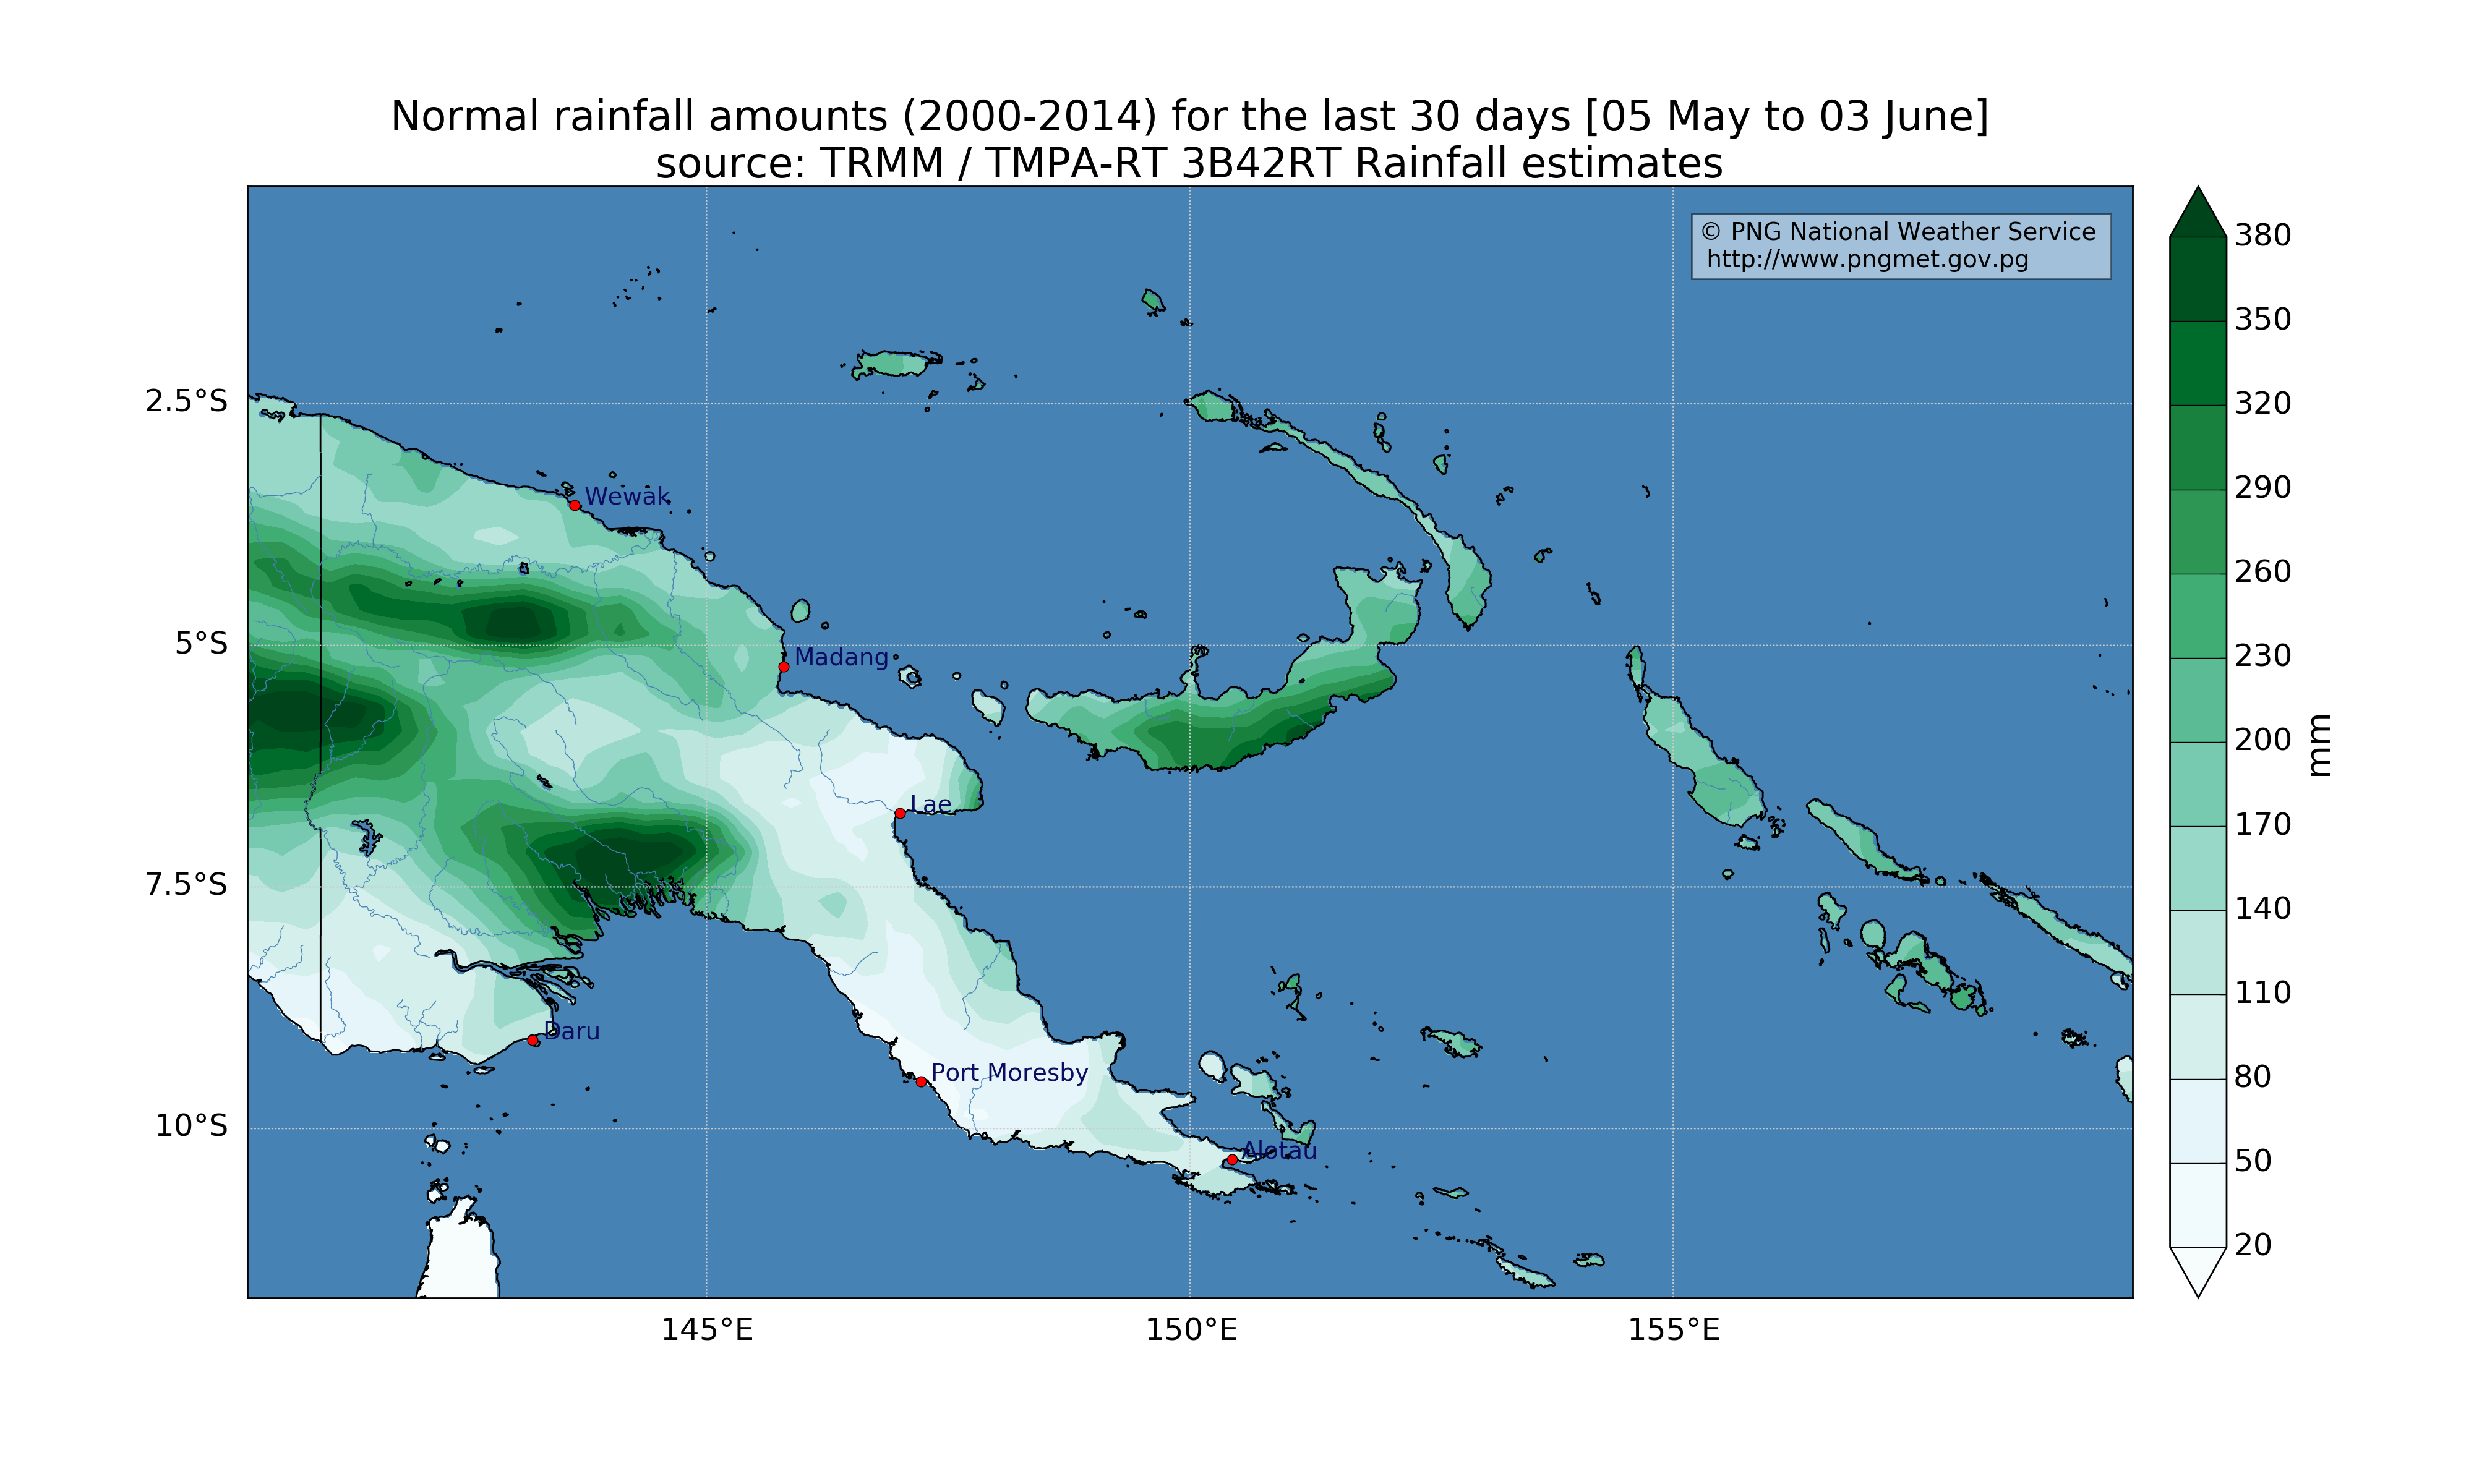 Normal rainfall amounts (2000-2014) for the last 30 days [05 May to 03 June]
source: TRMM / TMPA-RT 3B42RT Rainfall estimates
© PNG National Weather Service
http://www.pngmet.gov.pg
380
350
320
290
260
230
200
170
140
110
80
50
20
mm
2.5°S
5°S
7.5°S
10°S
Wewak
Madang
Lae
Daru
Port Moresby
Alotau
145°E
150°E
155°E